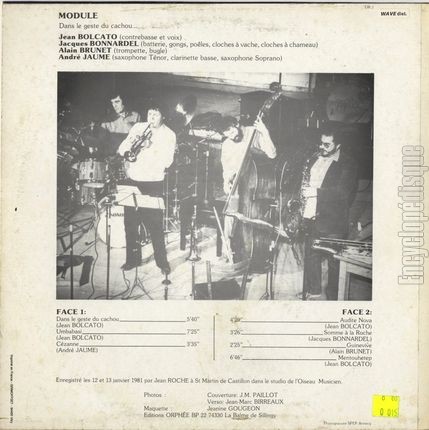 MODULE
Dans le geste du cachou...
WAVE dist.
Jean BOLCATO (contrebasse et voix)
Jacques BONNARDEL (batterie, gongs, poêles, cloches à vache, cloches à chameau)
Alain BRUNET (trompette, bugle)
André JAUME (saxophone Ténor, clarinette basse, saxophone Soprano)
FACE 1:
Dans le geste du cachou 5'40"
(Jean BOLCATO)
Umbabasi 7'25"
(Jean BOLCATO)
Cézanne 3'35"
(André JAUME)
FACE 2:
4'20" Audite Nova
(Jean BOLCATO)
3'26" Somme à la Roche
(Jacques BONNARDEL)
2'25" Guinevive
(Alain BRUNET)
6'46" Mentouhetep
(Jean BOLCATO)
Enregistré les 12 et 13 janvier 1981 par Jean ROCHE à St Martin de Castillon dans le studio de l'Oiseau Musicien.
Photos : Couverture: J.M. PAILLOT
Verso: Jean Marc BIRREAUX
Maquette : Jeanine GOUGEON
Editions ORPHÉE BP 22 74330 La Balme de Sillingy
Encyclopédisque